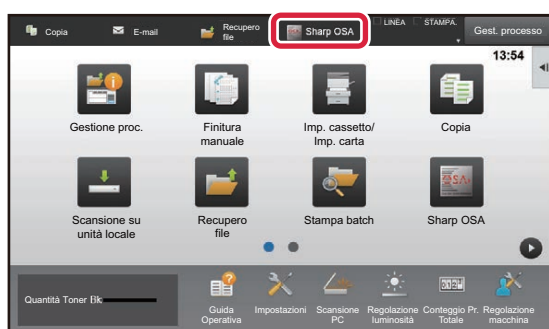 Copia
E-mail
Recupero
file
Sharp OSA
LINEA
STAMPA.
Gest. processo
13:54
Gestione proc.
Finitura
manuale
Imp. cassetto/
Imp. carta
Copia
Scansione su
unità locale
Recupero
file
Stampa batch
Sharp OSA
Quantità Toner Bk
Guida
Operativa
Impostazioni
Scansione
PC
Regolazione
luminosità
Conteggio Pr.
Totale
Regolazione
macchina